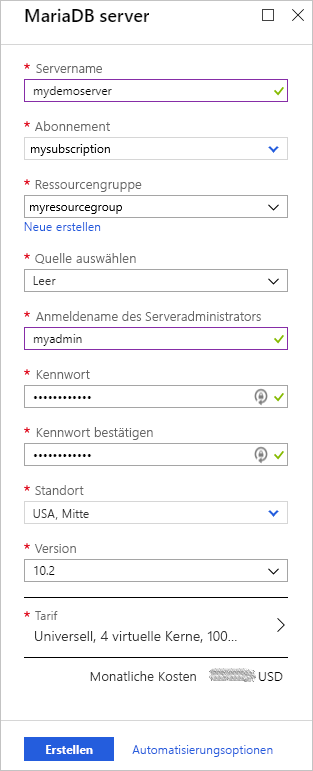 MariaDB server
* Servername
mydemoserver
* Abonnement
mysubscription
* Ressourcengruppe
myresourcegroup
Neue erstellen
* Quelle auswählen
Leer
* Anmeldename des Serveradministrators
myadmin
* Kennwort
••••••••••••
* Kennwort bestätigen
••••••••••••
* Standort
USA, Mitte
* Version
10.2
* Tarif
Universell, 4 virtuelle Kerne, 100...
Monatliche Kosten USD
Erstellen Automatisierungsoptionen